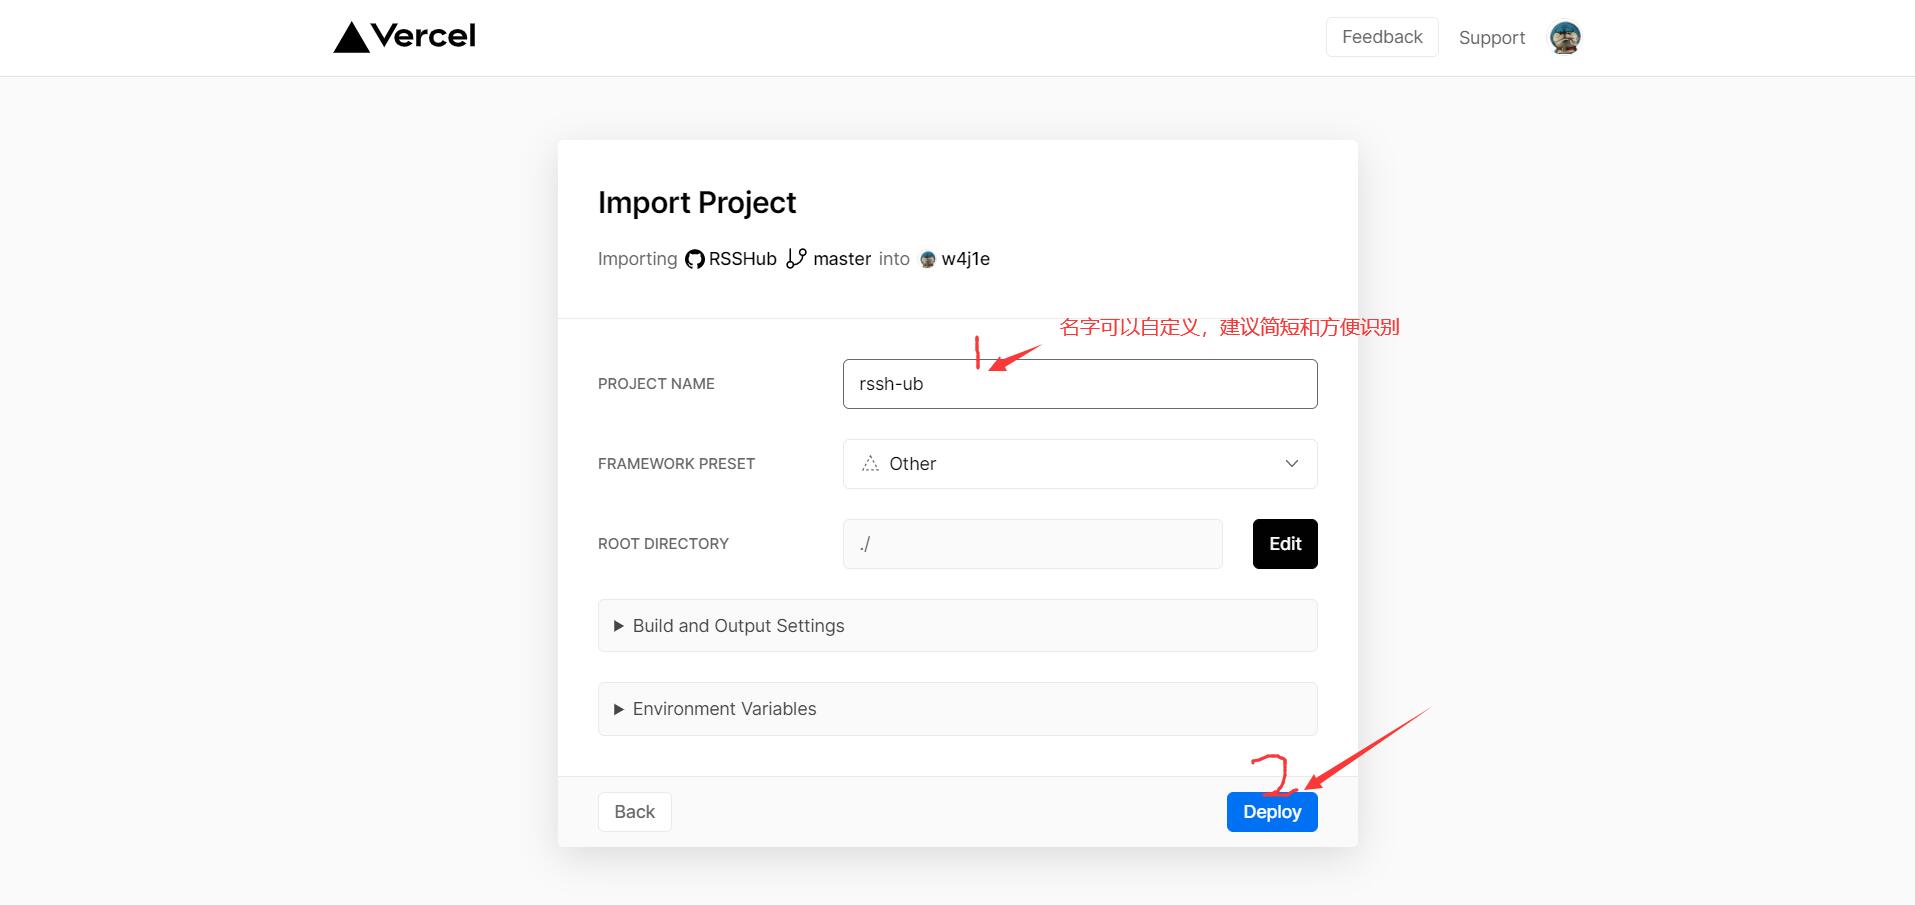 Vercel
Feedback Support
Import Project
Importing RSSHub master into w4j1e
名字可以自定义，建议简短和方便识别
1
PROJECT NAME rssh-ub
FRAMEWORK PRESET Other
ROOT DIRECTORY ./ Edit
Build and Output Settings
Environment Variables
2
Back Deploy